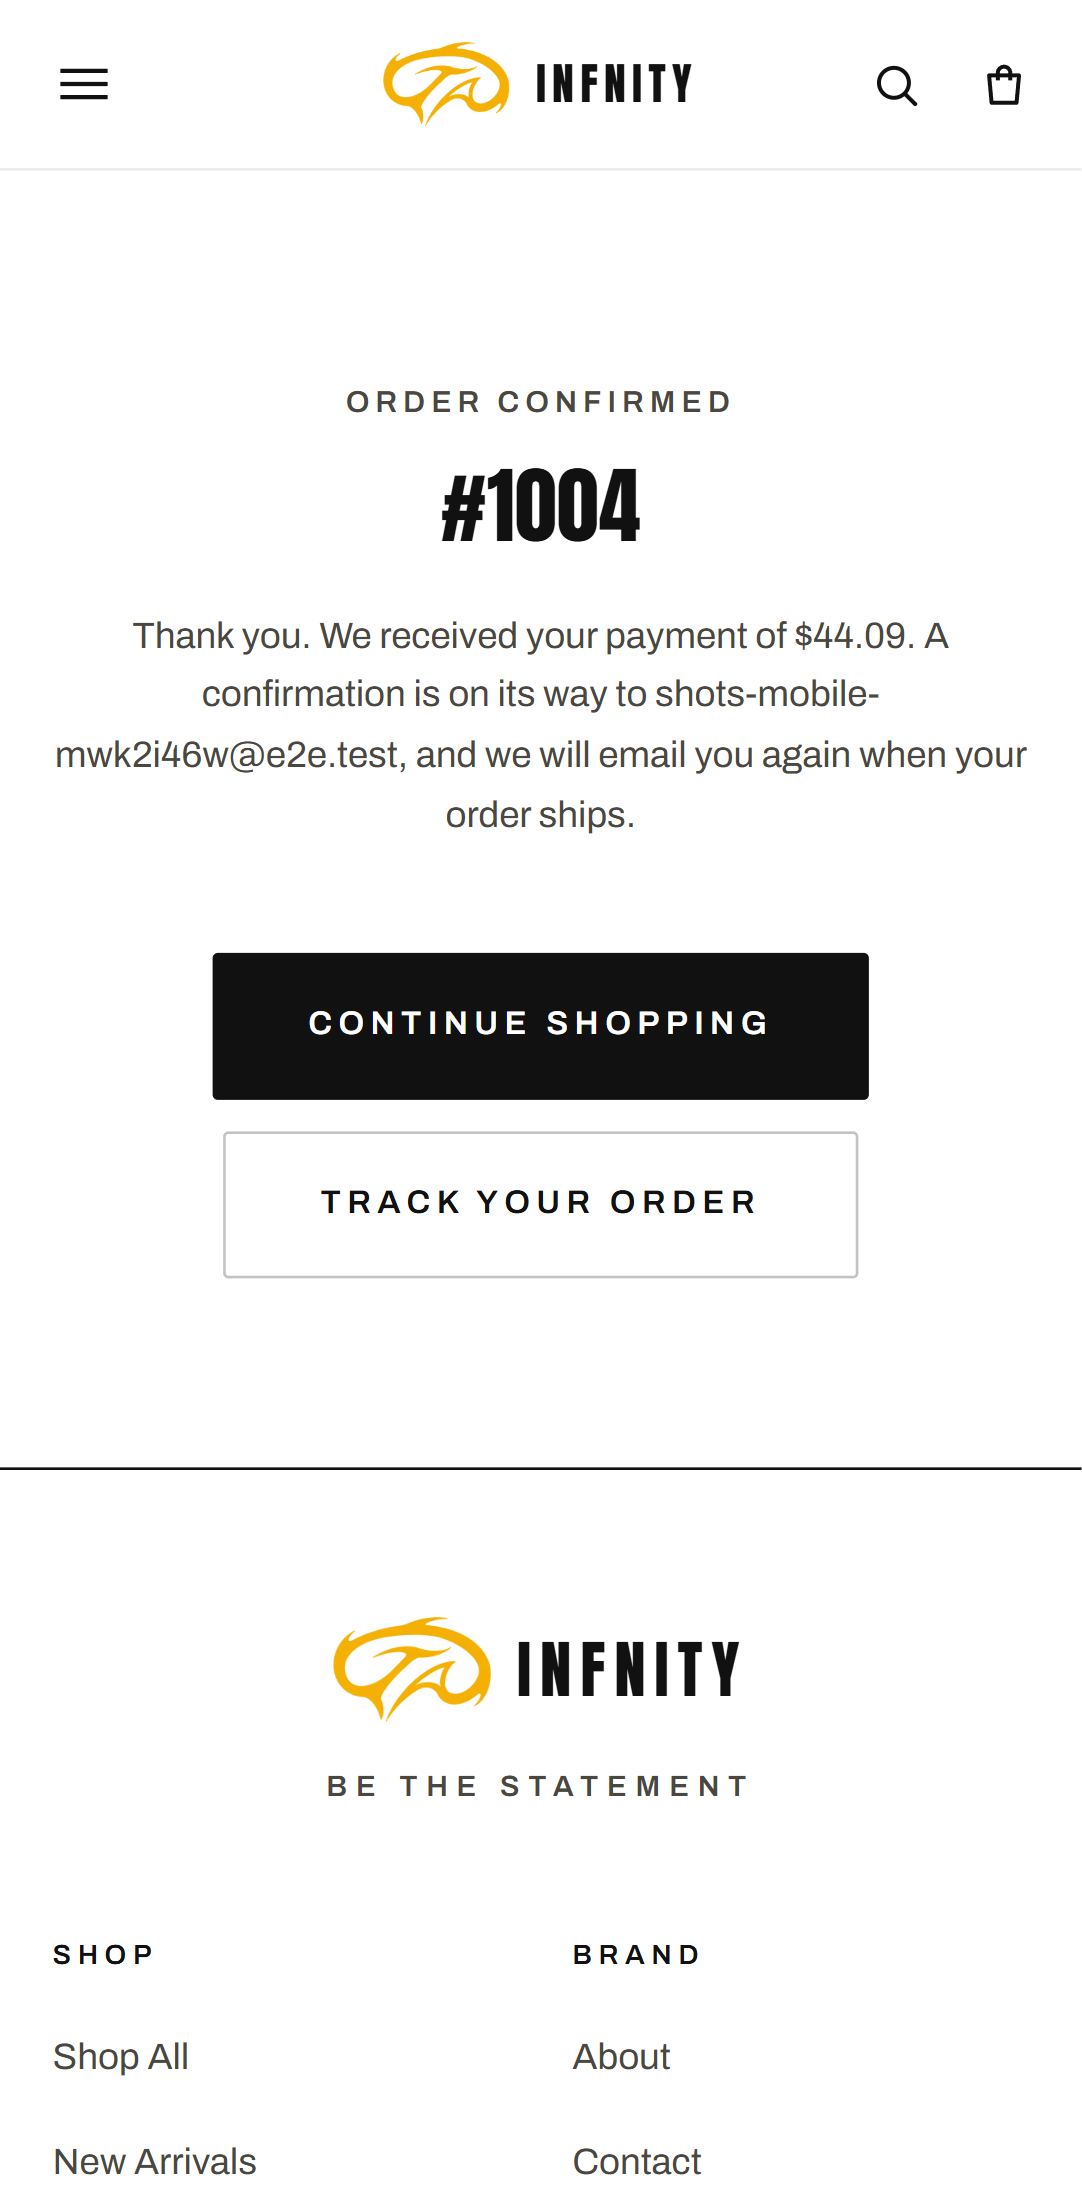 INFNITY
ORDER CONFIRMED
#1004
Thank you. We received your payment of $44.09. A
confirmation is on its way to shots-mobile-
mwk2i46w@e2e.test, and we will email you again when your
order ships.
CONTINUE SHOPPING
TRACK YOUR ORDER
INFNITY
BE THE STATEMENT
SHOP
BRAND
Shop All
About
New Arrivals
Contact